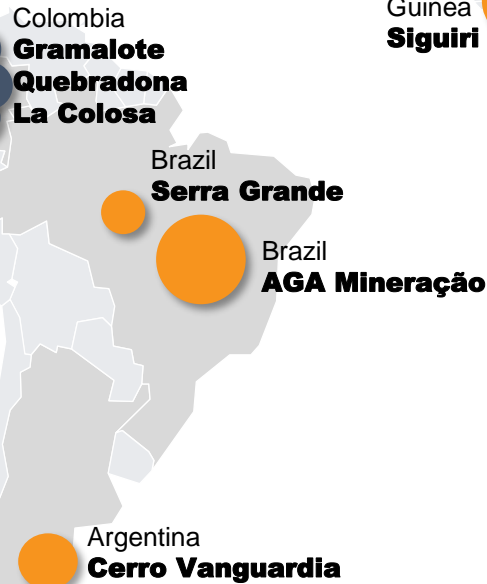 Colombia
Gramalote
Quebradona
La Colosa
Guinea
Siguiri
Brazil
Serra Grande
Brazil
AGA Mineração
Argentina
Cerro Vanguardia